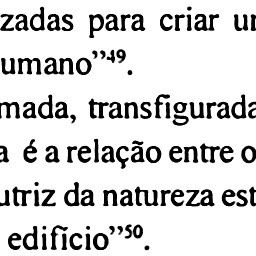 zadas para criar u
umano”⁴⁹.
mada, transfigurada
a é a relação entre o
utriz da natureza est
edifício”⁵⁰.